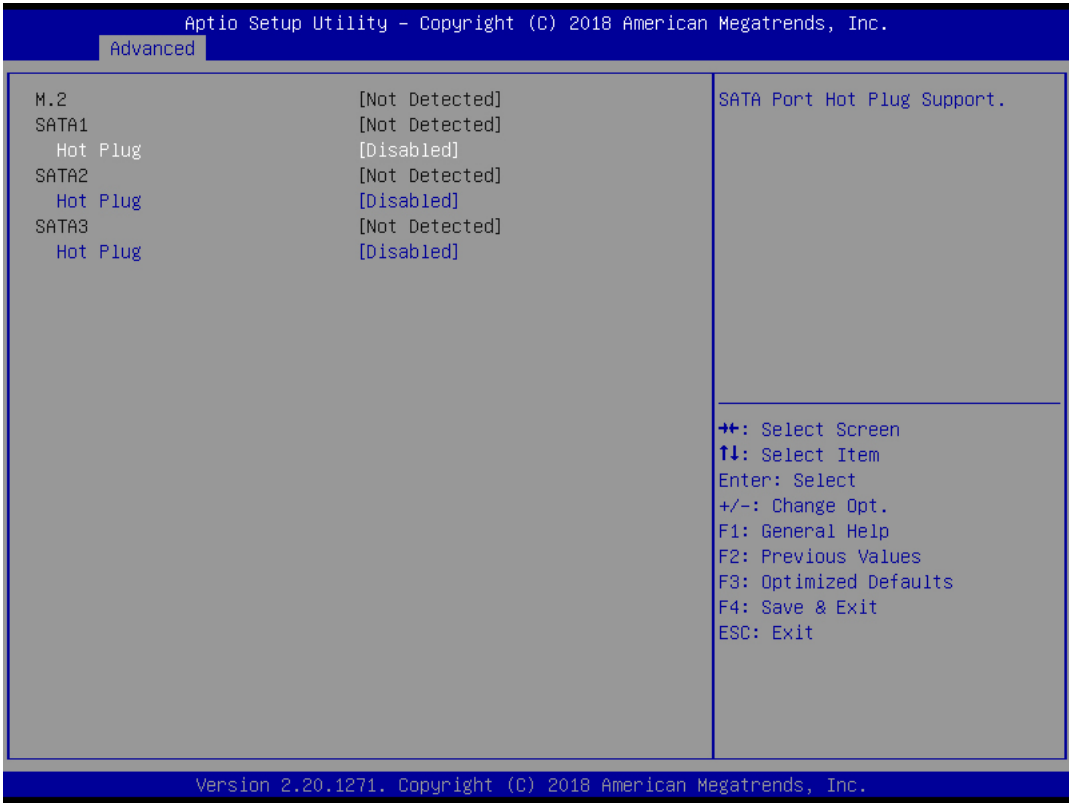 Aptio Setup Utility – Copyright (C) 2018 American Megatrends, Inc.
Advanced
M.2 [Not Detected]
SATA1 [Not Detected]
Hot Plug [Disabled]
SATA2 [Not Detected]
Hot Plug [Disabled]
SATA3 [Not Detected]
Hot Plug [Disabled]
SATA Port Hot Plug Support.
→←: Select Screen
↑↓: Select Item
Enter: Select
+/-: Change Opt.
F1: General Help
F2: Previous Values
F3: Optimized Defaults
F4: Save & Exit
ESC: Exit
Version 2.20.1271. Copyright (C) 2018 American Megatrends, Inc.